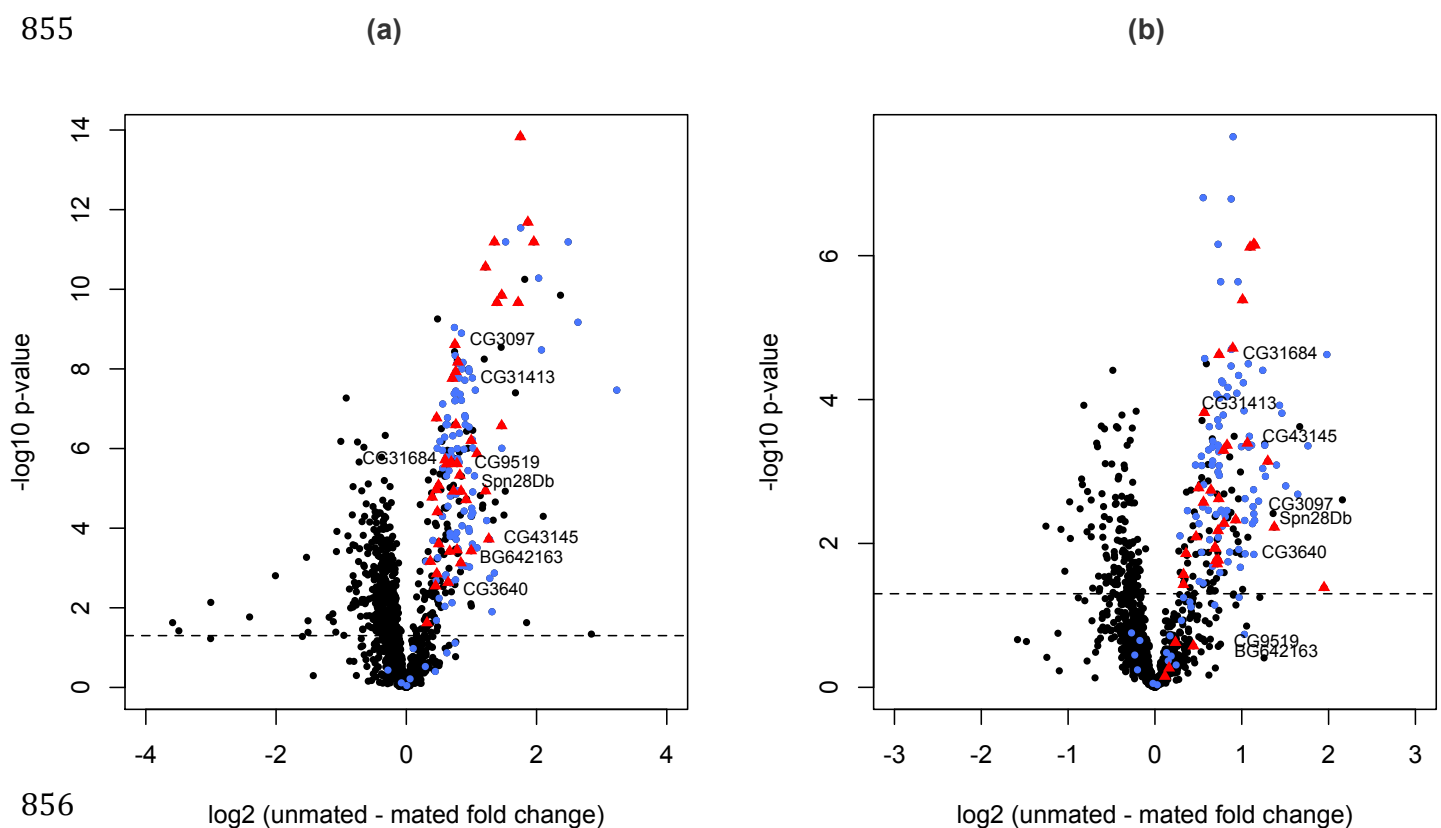 855
(a) (b)
14
12
10
8
6
4
2
0
-log10 p-value
CG3097
CG31413
CG31684 CG9519
Spn28Db
CG43145
BG642163
CG3640
-4 -2 0 2 4
log2 (unmated - mated fold change)
6
4
2
0
-log10 p-value
CG31684
CG31413
CG43145
CG3097
Spn28Db
CG3640
CG9519
BG642163
-3 -2 -1 0 1 2 3
log2 (unmated - mated fold change)
856